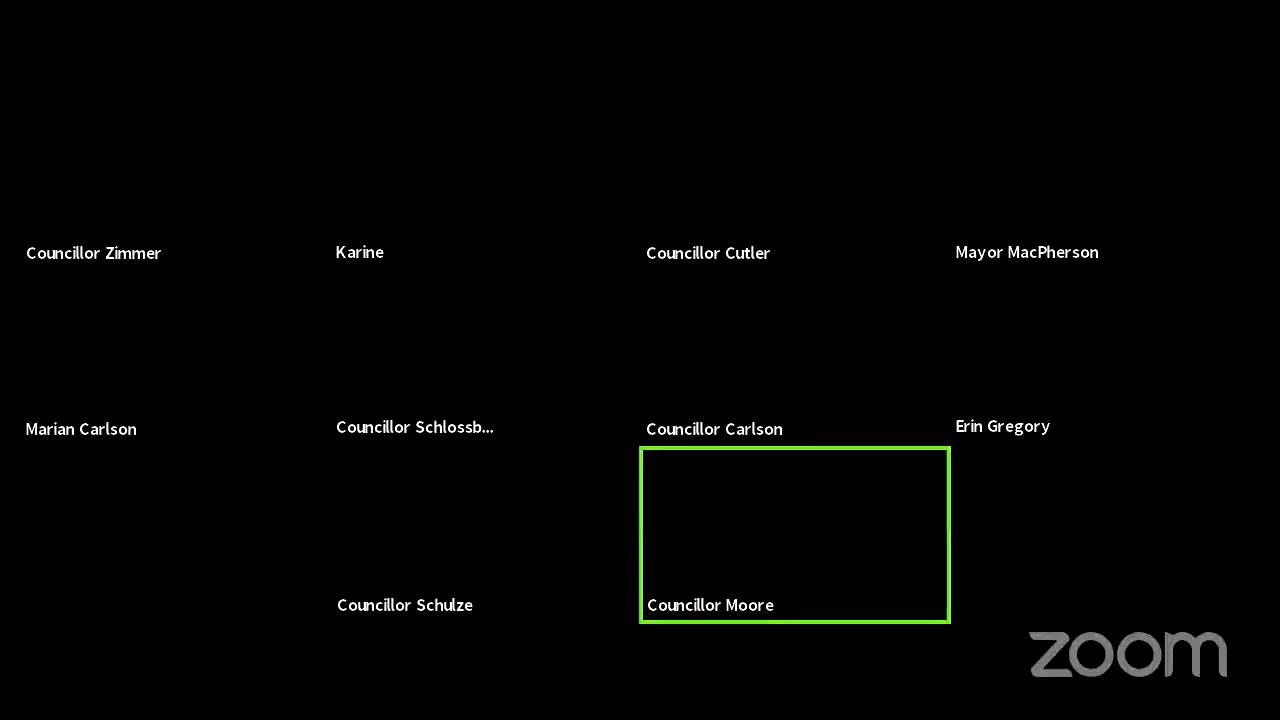 Councillor Zimmer
Karine
Councillor Cutler
Mayor MacPherson
Marian Carlson
Councillor Schlossb...
Councillor Carlson
Erin Gregory
Councillor Schulze
Councillor Moore
zoom